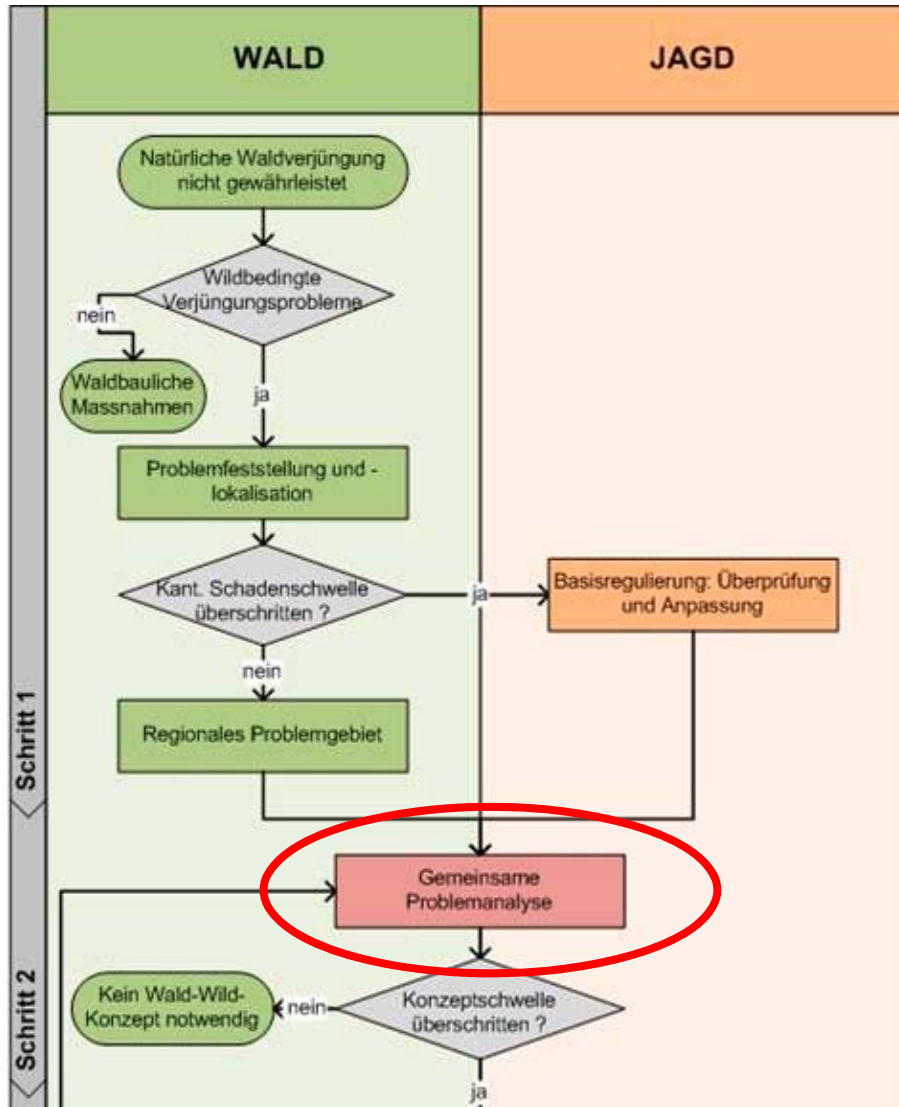 WALD
JAGD
Natürliche Waldverjüngung
nicht gewährleistet
Wildbedingte
Verjüngungsprobleme
nein
Waldbauliche
Massnahmen
ja
Problemfeststellung und -
lokalisation
Kant. Schadenschwelle
überschritten ?
ja
Basisregulierung: Überprüfung
und Anpassung
nein
Regionales Problemgebiet
Schritt 1
Gemeinsame
Problemanalyse
Schritt 2
Kein Wald-Wild-
Konzept notwendig
nein
Konzeptschwelle
überschritten ?
ja